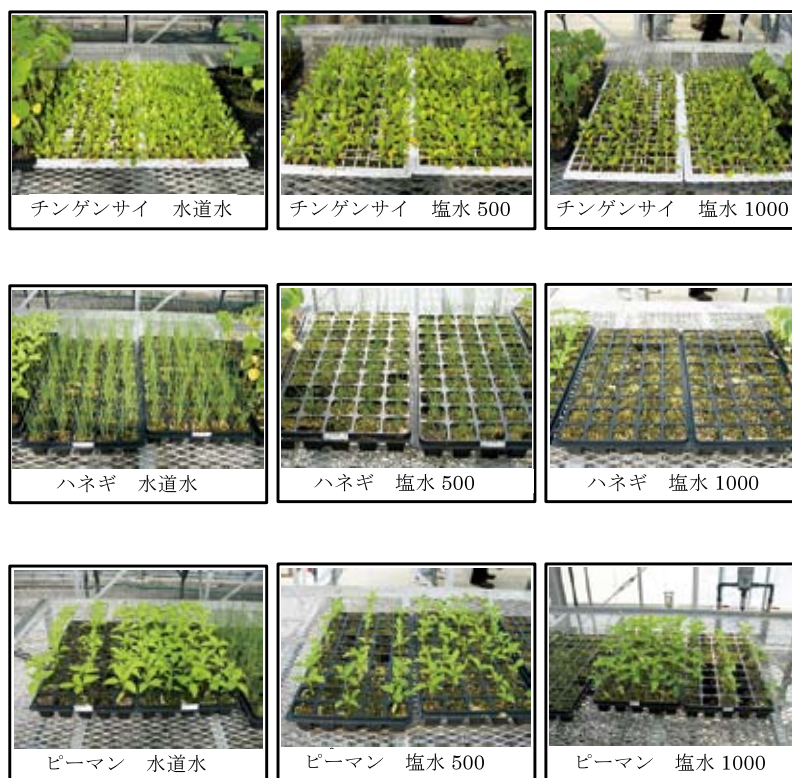 チンゲンサイ 水道水
チンゲンサイ 塩水 500
チンゲンサイ 塩水 1000
ハネギ 水道水
ハネギ 塩水 500
ハネギ 塩水 1000
ピーマン 水道水
ピーマン 塩水 500
ピーマン 塩水 1000